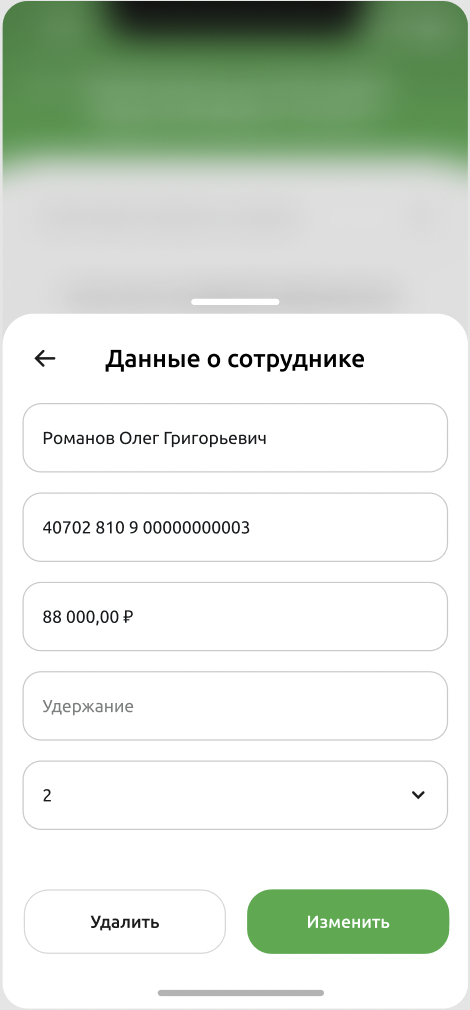 Данные о сотруднике
Романов Олег Григорьевич
40702 810 9 00000000003
88 000,00 ₽
Удержание
2
Удалить
Изменить